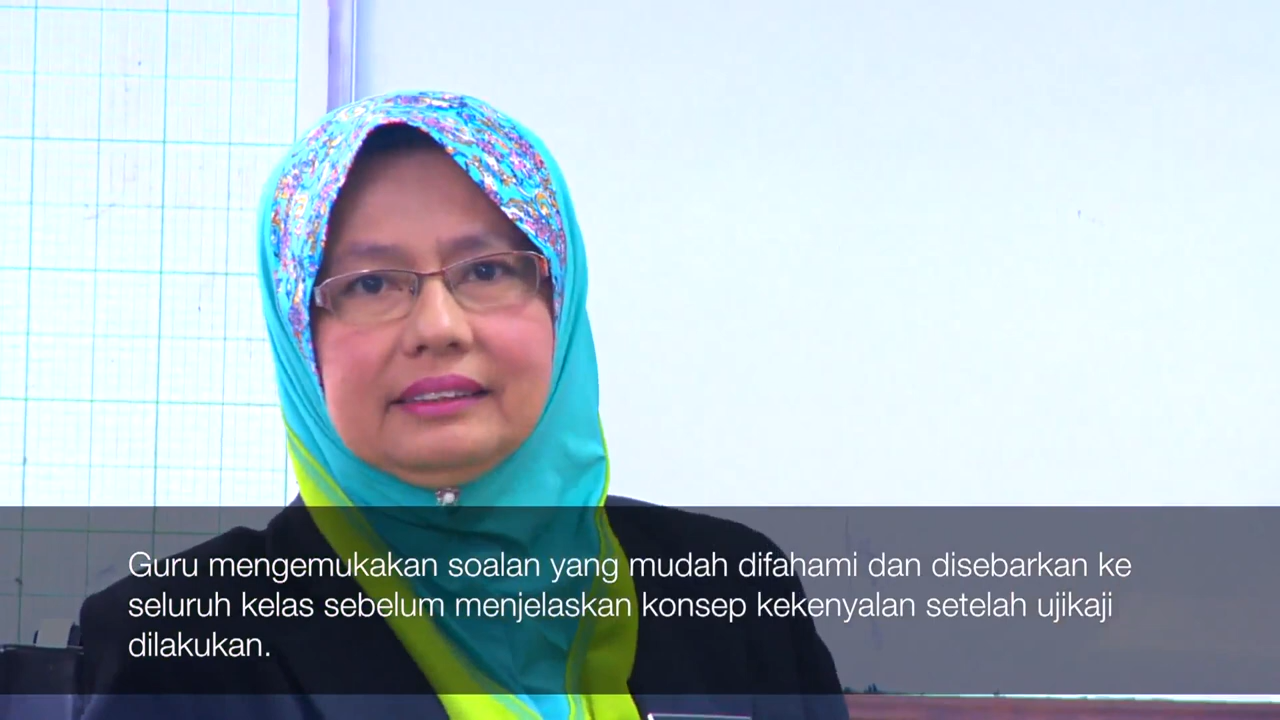 Guru mengemukakan soalan yang mudah difahami dan disebarkan ke
seluruh kelas sebelum menjelaskan konsep kekenyalan setelah ujikaji
dilakukan.